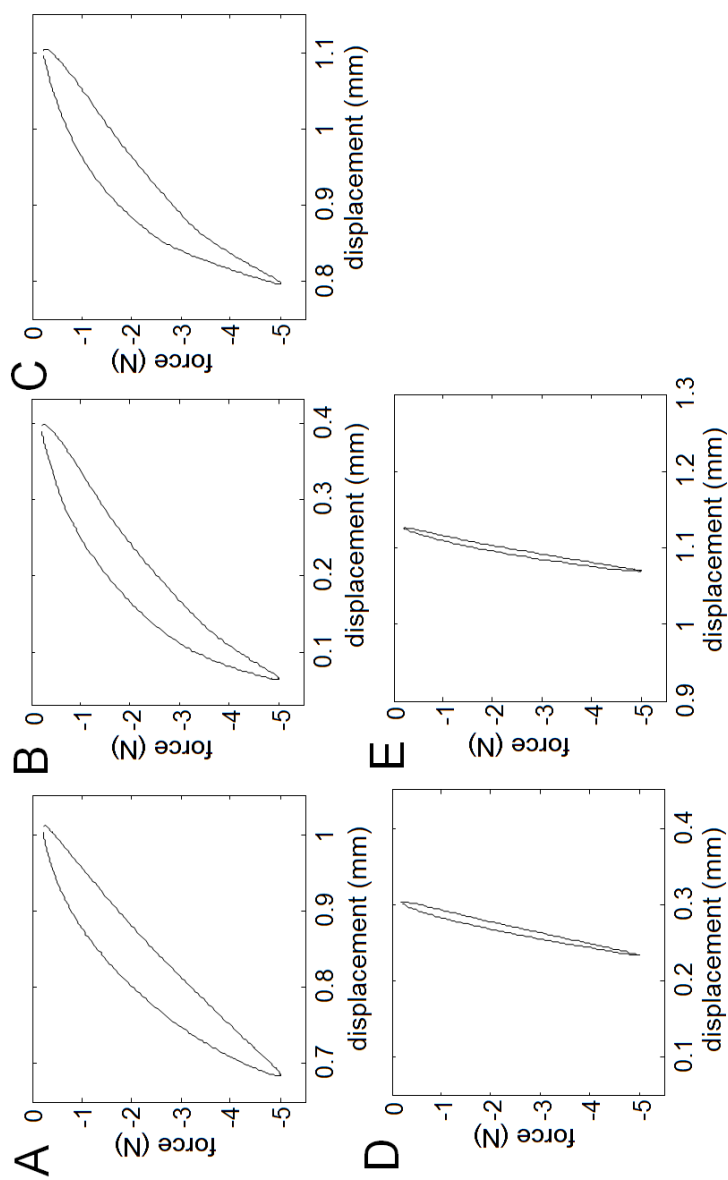 A
force (N)
0
-1
-2
-3
-4
-5
0.7 0.8 0.9 1
displacement (mm)
B
force (N)
0
-1
-2
-3
-4
-5
0.1 0.2 0.3 0.4
displacement (mm)
C
force (N)
0
-1
-2
-3
-4
-5
0.8 0.9 1 1.1
displacement (mm)
D
force (N)
0
-1
-2
-3
-4
-5
0.1 0.2 0.3 0.4
displacement (mm)
E
force (N)
0
-1
-2
-3
-4
-5
0.9 1 1.1 1.2 1.3
displacement (mm)